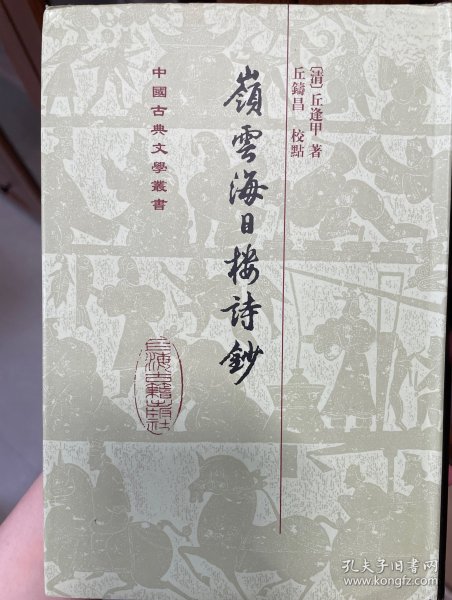 〔清〕丘逢甲 著
丘鑄昌 校點
嶺雲海日樓詩鈔
中國古典文學叢書
上海古籍出版社
孔夫子旧书网
www.kongfz.com